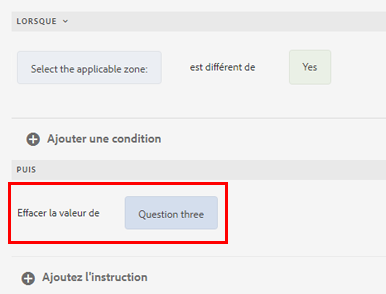 LORSQUE
Select the applicable zone: est différent de Yes
Ajouter une condition
PUIS
Effacer la valeur de Question three
Ajoutez l'instruction